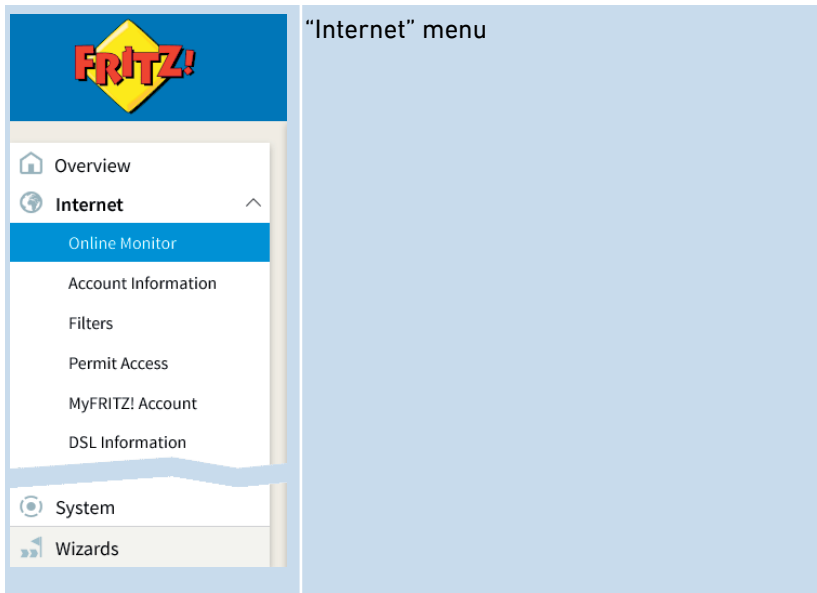 FRITZ!
“Internet” menu
Overview
Internet
Online Monitor
Account Information
Filters
Permit Access
MyFRITZ! Account
DSL Information
System
Wizards